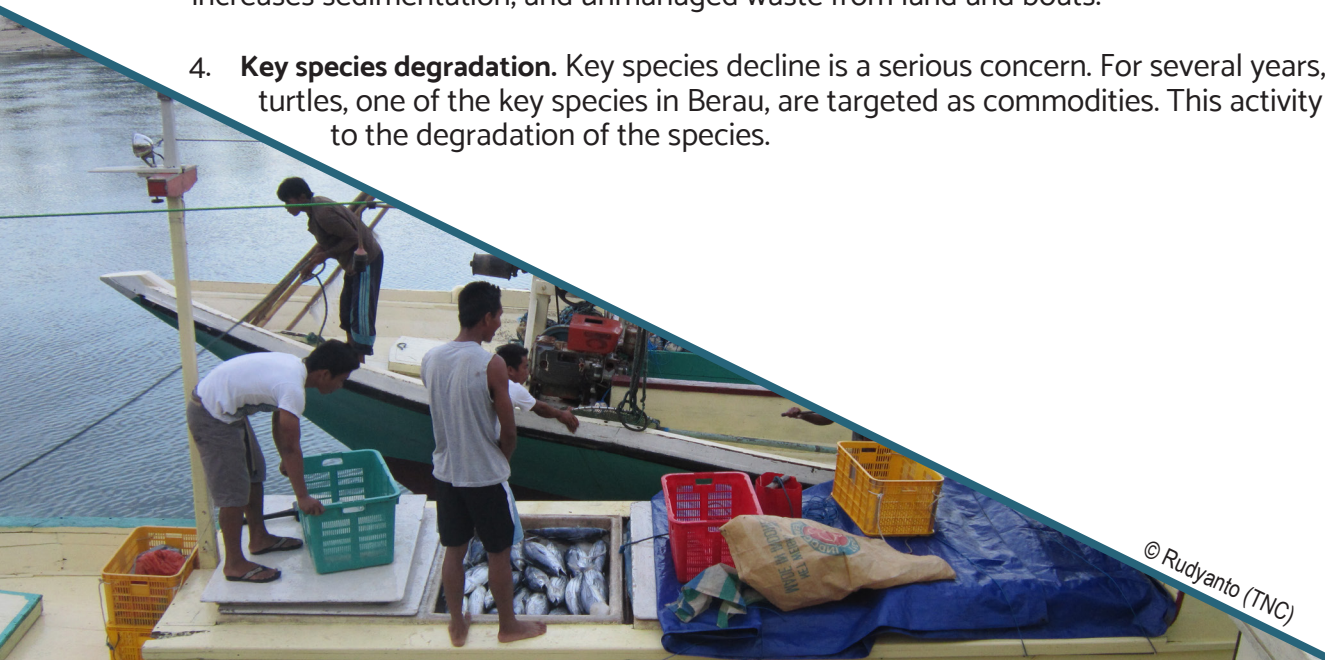 increases sedimentation, and unmanaged waste from land and boats.
4. Key species degradation. Key species decline is a serious concern. For several years,
turtles, one of the key species in Berau, are targeted as commodities. This activity
to the degradation of the species.
© Rudyanto (TNC)